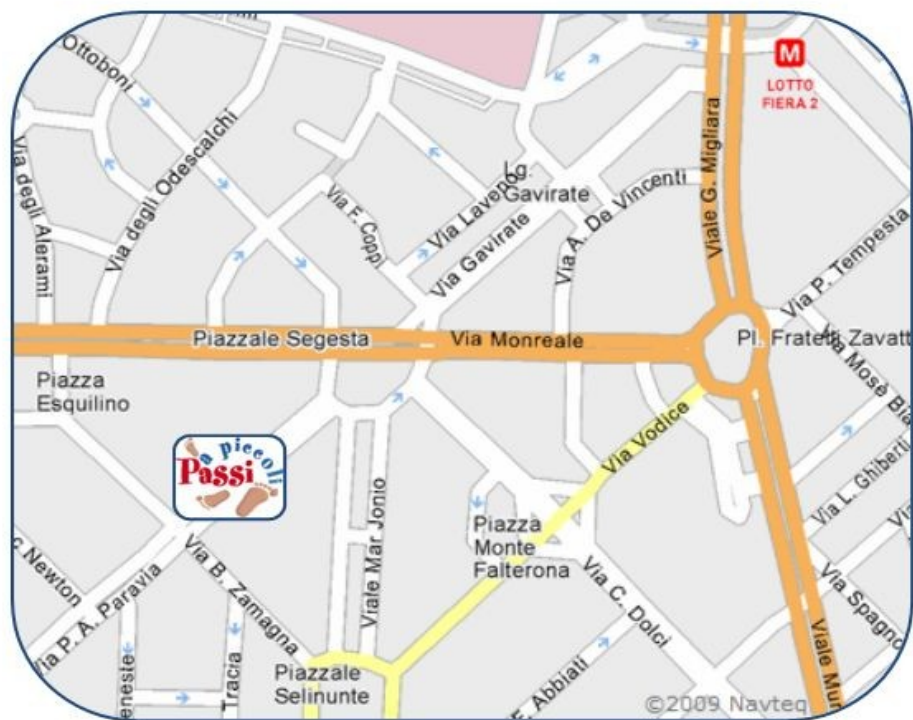 Ottoboni
M
LOTTO
FIERA 2
Via degli Odescalchi
Via degli Alerami
Viale G. Migliara
Lg.
Gavirate
Via F. Coppi
Via Laveno
Via Gavirate
Via A. De Vincenti
Via P. Tempesta
Piazzale Segesta
Via Monreale
Pl. Fratelli Zavatt
Via Mosè Bia
Piazza
Esquilino
a piccoli
Passi
Via Vodice
Viale Mar Jonio
Via L. Ghiberti
Piazza
Monte
Falterona
c Newton
Via P. A. Paravia
Via B. Zamagna
Via C. Dolci
Via Spagno
Viale Mur
enesie
Tracia
Piazzale
Selinunte
F. Abbiati
©2009 Navteq